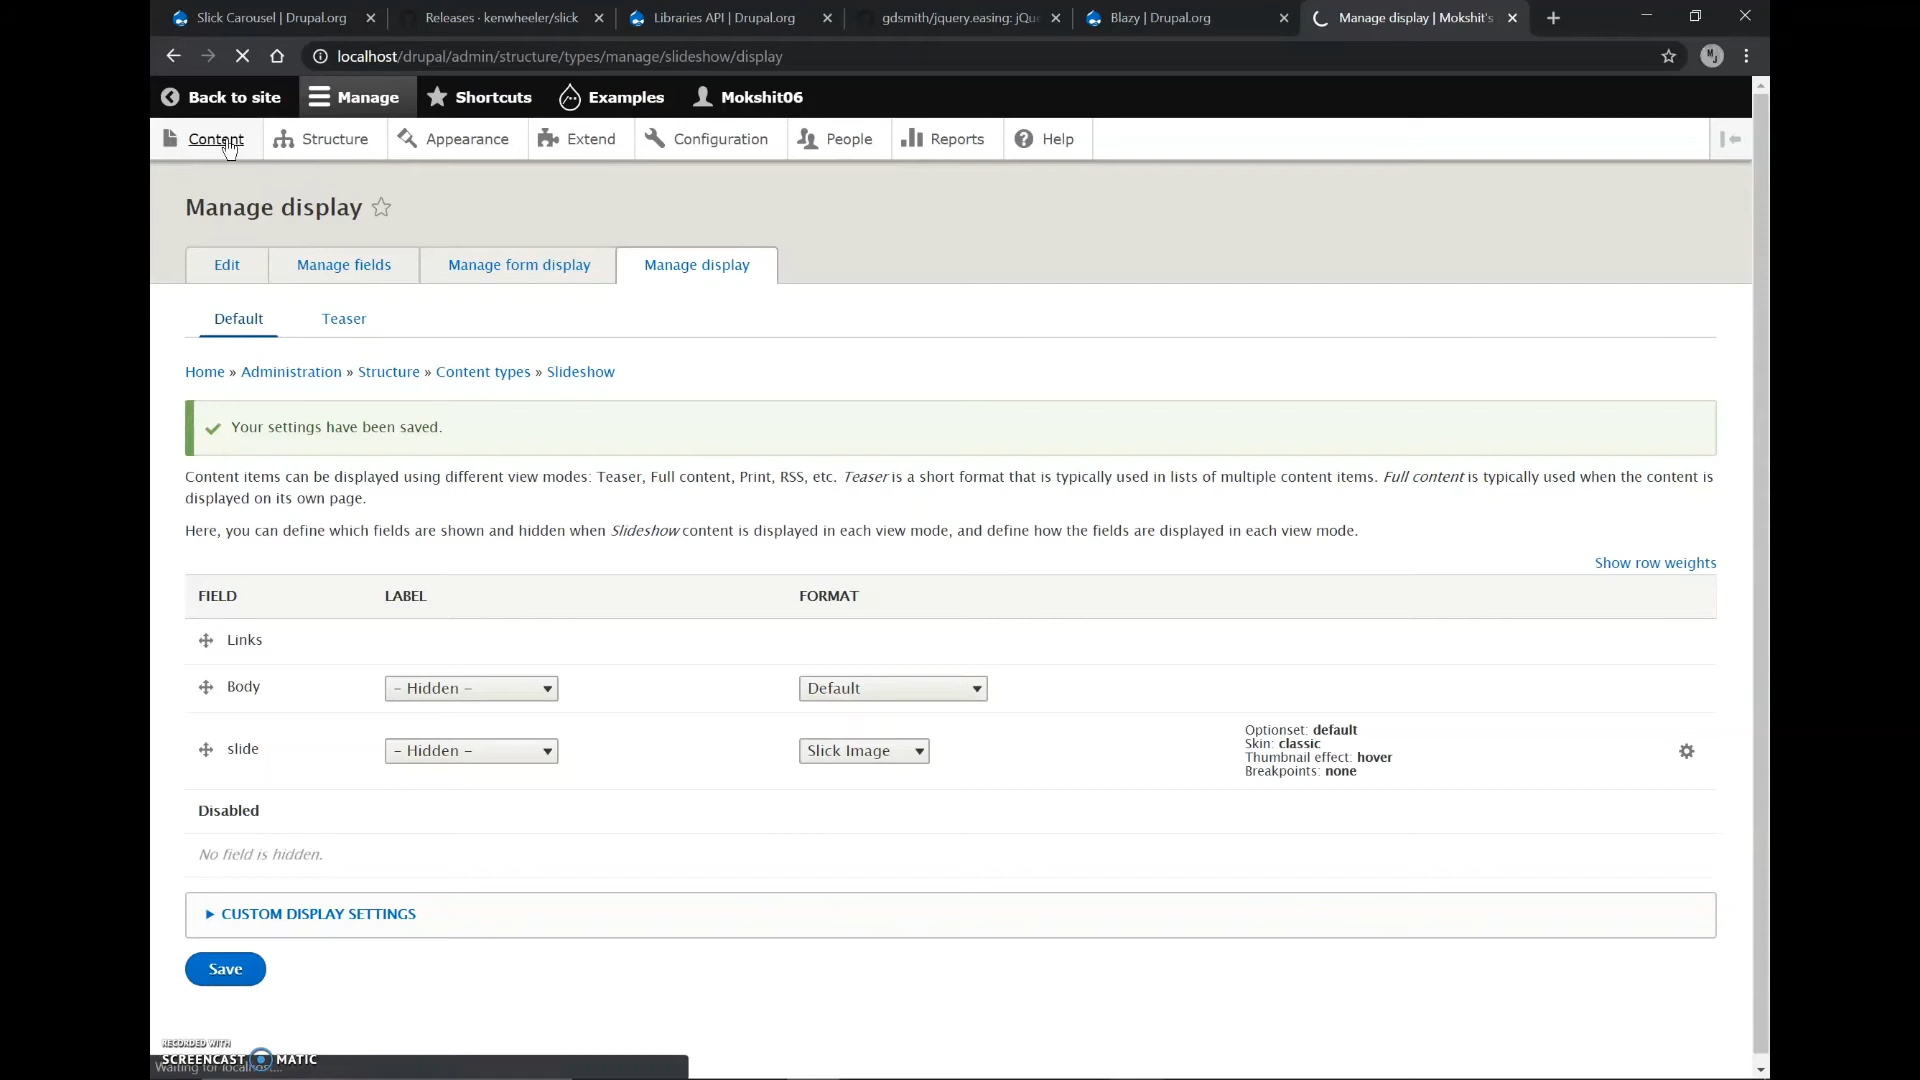 Slick Carousel | Drupal.org
Releases · kenwheeler/slick
Libraries API | Drupal.org
gdsmith/jquery.easing: jQue
Blazy | Drupal.org
Manage display | Mokshit's
localhost/drupal/admin/structure/types/manage/slideshow/display
MJ
Back to site
Manage
Shortcuts
Examples
Mokshit06
Content
Structure
Appearance
Extend
Configuration
People
Reports
Help
Manage display
Edit
Manage fields
Manage form display
Manage display
Default
Teaser
Home » Administration » Structure » Content types » Slideshow
Your settings have been saved.
Content items can be displayed using different view modes: Teaser, Full content, Print, RSS, etc. Teaser is a short format that is typically used in lists of multiple content items. Full content is typically used when the content is
displayed on its own page.
Here, you can define which fields are shown and hidden when Slideshow content is displayed in each view mode, and define how the fields are displayed in each view mode.
Show row weights
FIELD LABEL FORMAT
Links
Body - Hidden - Default
slide - Hidden - Slick Image
Optionset: default
Skin: classic
Thumbnail effect: hover
Breakpoints: none
Disabled
No field is hidden.
CUSTOM DISPLAY SETTINGS
Save
RECORDED WITH
SCREENCAST MATIC
Waiting for localhost...